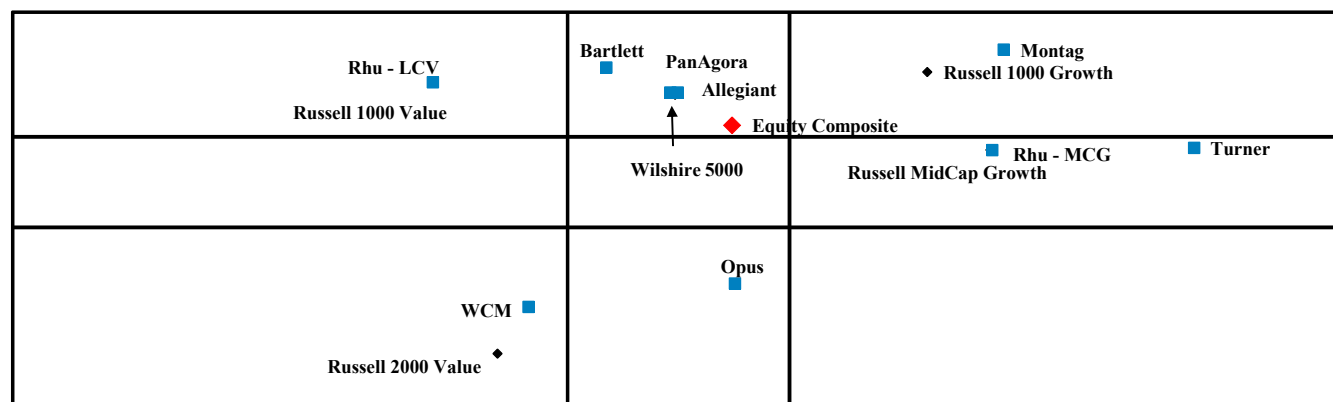 Bartlett
Montag
PanAgora
Rhu - LCV
Russell 1000 Growth
Allegiant
Russell 1000 Value
Equity Composite
Rhu - MCG
Turner
Wilshire 5000
Russell MidCap Growth
Opus
WCM
Russell 2000 Value